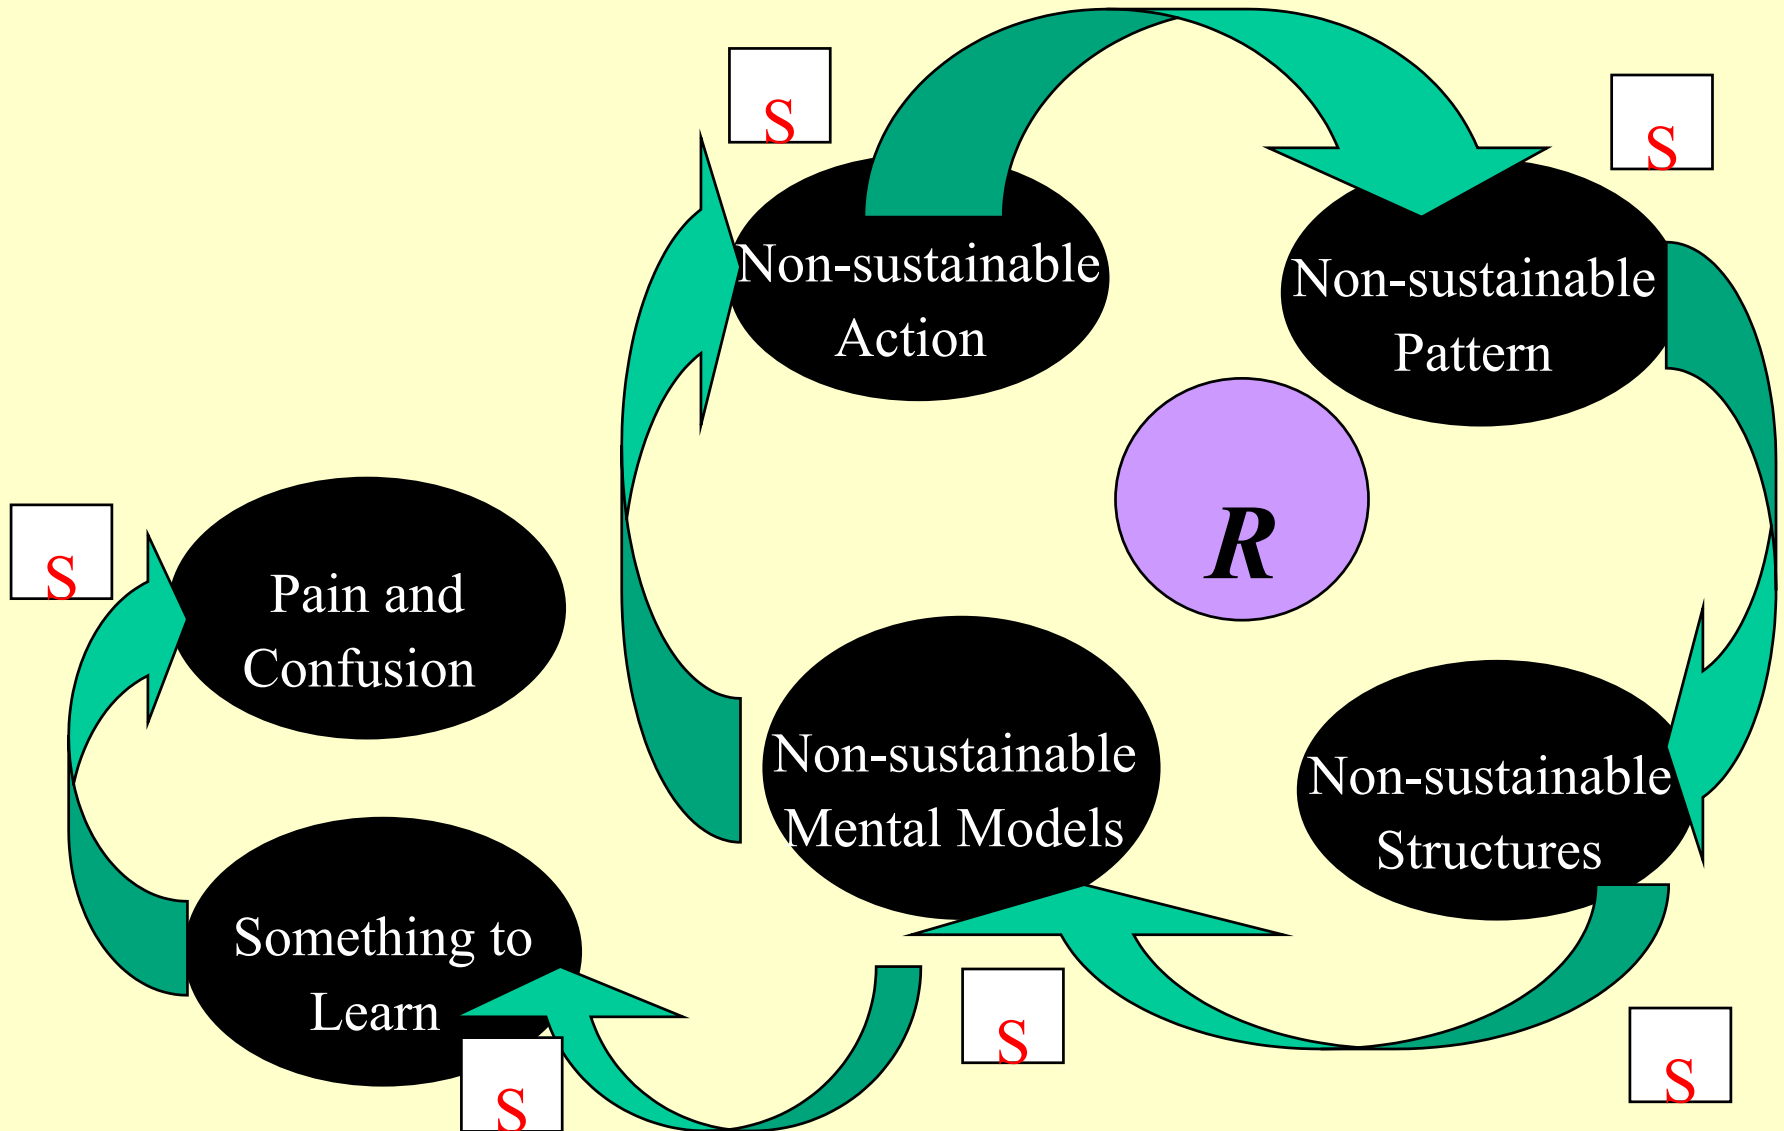 S
S
Non-sustainable
Action
Non-sustainable
Pattern
R
S
Pain and
Confusion
Non-sustainable
Mental Models
Non-sustainable
Structures
Something to
Learn
S
S
S